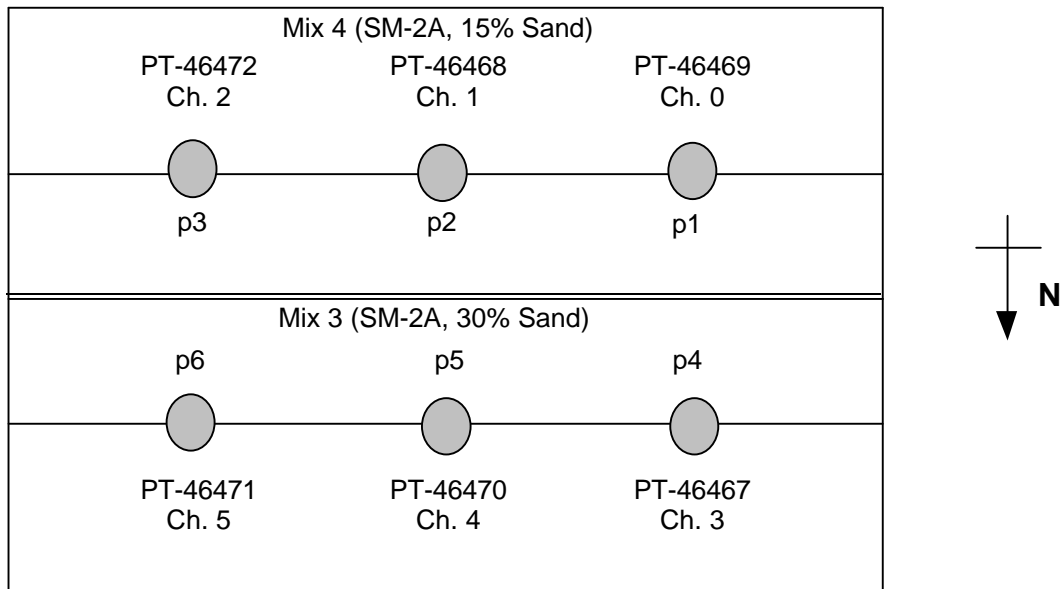 Mix 4 (SM-2A, 15% Sand)
PT-46472 PT-46468 PT-46469
Ch. 2 Ch. 1 Ch. 0
p3 p2 p1
N
Mix 3 (SM-2A, 30% Sand)
p6 p5 p4
PT-46471 PT-46470 PT-46467
Ch. 5 Ch. 4 Ch. 3